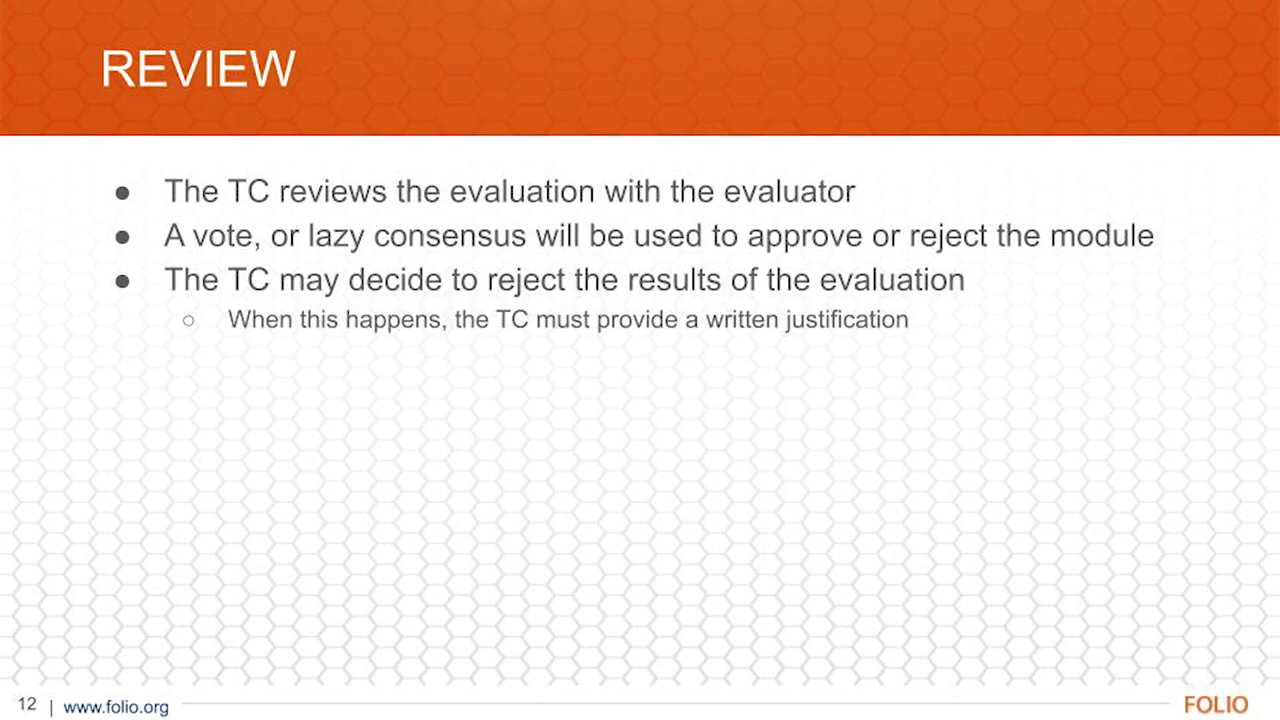 REVIEW
● The TC reviews the evaluation with the evaluator
● A vote, or lazy consensus will be used to approve or reject the module
● The TC may decide to reject the results of the evaluation
○ When this happens, the TC must provide a written justification
12 | www.folio.org
FOLIO